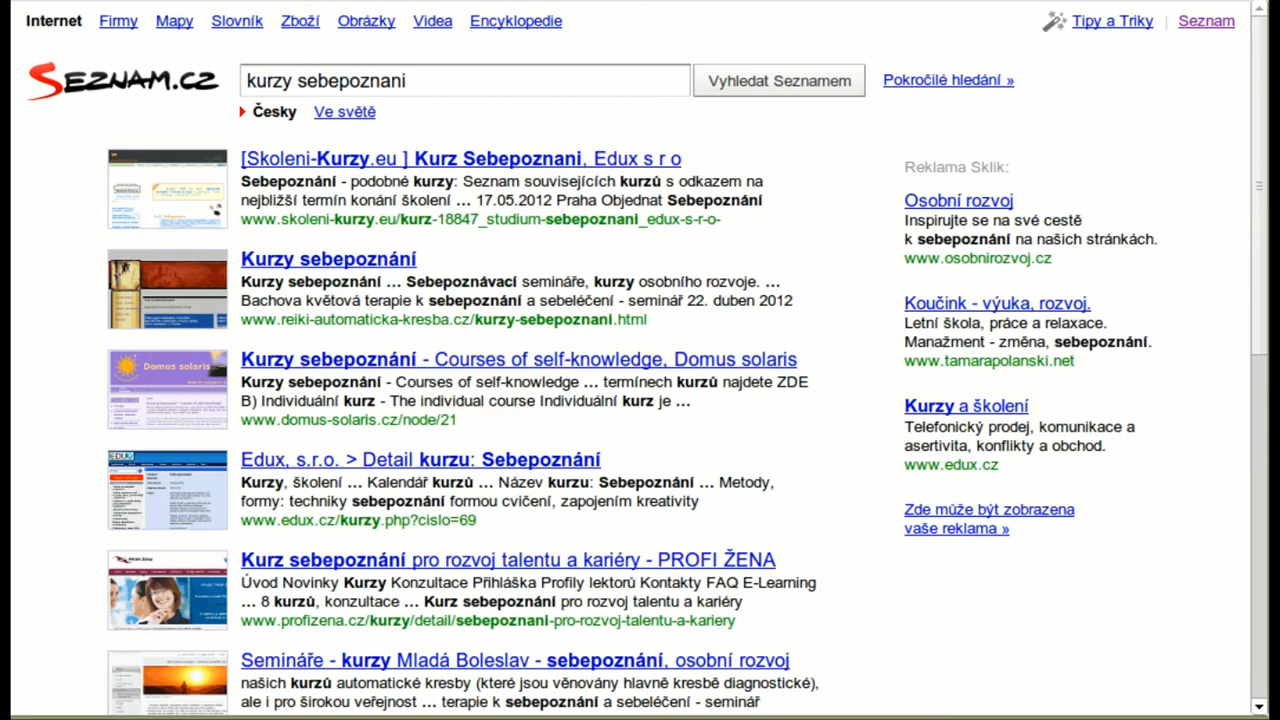 Internet Firmy Mapy Slovník Zboží Obrázky Videa Encyklopedie Tipy a Triky | Seznam
SEZNAM.CZ kurzy sebepoznani Vyhledat Seznamem Pokročilé hledání »
Česky Ve světě
[Skoleni-Kurzy.eu ] Kurz Sebepoznani, Edux s r o
Sebepoznání - podobné kurzy: Seznam souvisejících kurzů s odkazem na
nejbližší termín konání školení ... 17.05.2012 Praha Objednat Sebepoznání
www.skoleni-kurzy.eu/kurz-18847_studium-sebepoznani_edux-s-r-o-
Kurzy sebepoznání
Kurzy sebepoznání ... Sebepoznávací semináře, kurzy osobního rozvoje. ...
Bachova květová terapie k sebepoznání a sebeléčení - seminář 22. duben 2012
www.reiki-automaticka-kresba.cz/kurzy-sebepoznani.html
Domus solaris
Kurzy sebepoznání - Courses of self-knowledge, Domus solaris
Kurzy sebepoznání - Courses of self-knowledge ... termínech kurzů najdete ZDE
B) Individuální kurz - The individual course Individuální kurz je ...
www.domus-solaris.cz/node/21
EDUX
Edux, s.r.o. > Detail kurzu: Sebepoznání
Kurzy, školení ... Kalendář kurzů ... Název kurzu: Sebepoznání ... Metody,
formy: techniky sebepoznání formou cvičení, zapojením kreativity
www.edux.cz/kurzy.php?cislo=69
Kurz sebepoznání pro rozvoj talentu a kariéry - PROFI ŽENA
Úvod Novinky Kurzy Konzultace Přihláška Profily lektorů Kontakty FAQ E-Learning
... 8 kurzů, konzultace ... Kurz sebepoznání pro rozvoj talentu a kariéry
www.profizena.cz/kurzy/detail/sebepoznani-pro-rozvoj-talentu-a-kariery
Semináře - kurzy Mladá Boleslav - sebepoznání, osobní rozvoj
našich kurzů automatické kresby (které jsou věnovány hlavně kresbě diagnostické),
ale i pro širokou veřejnost ... terapie k sebepoznání a sebeléčení - seminář
Reklama Sklik:
Osobní rozvoj
Inspirujte se na své cestě
k sebepoznání na našich stránkách.
www.osobnirozvoj.cz
Koučink - výuka, rozvoj.
Letní škola, práce a relaxace.
Manažment - změna, sebepoznání.
www.tamarapolanski.net
Kurzy a školení
Telefonický prodej, komunikace a
asertivita, konflikty a obchod.
www.edux.cz
Zde může být zobrazena
vaše reklama »